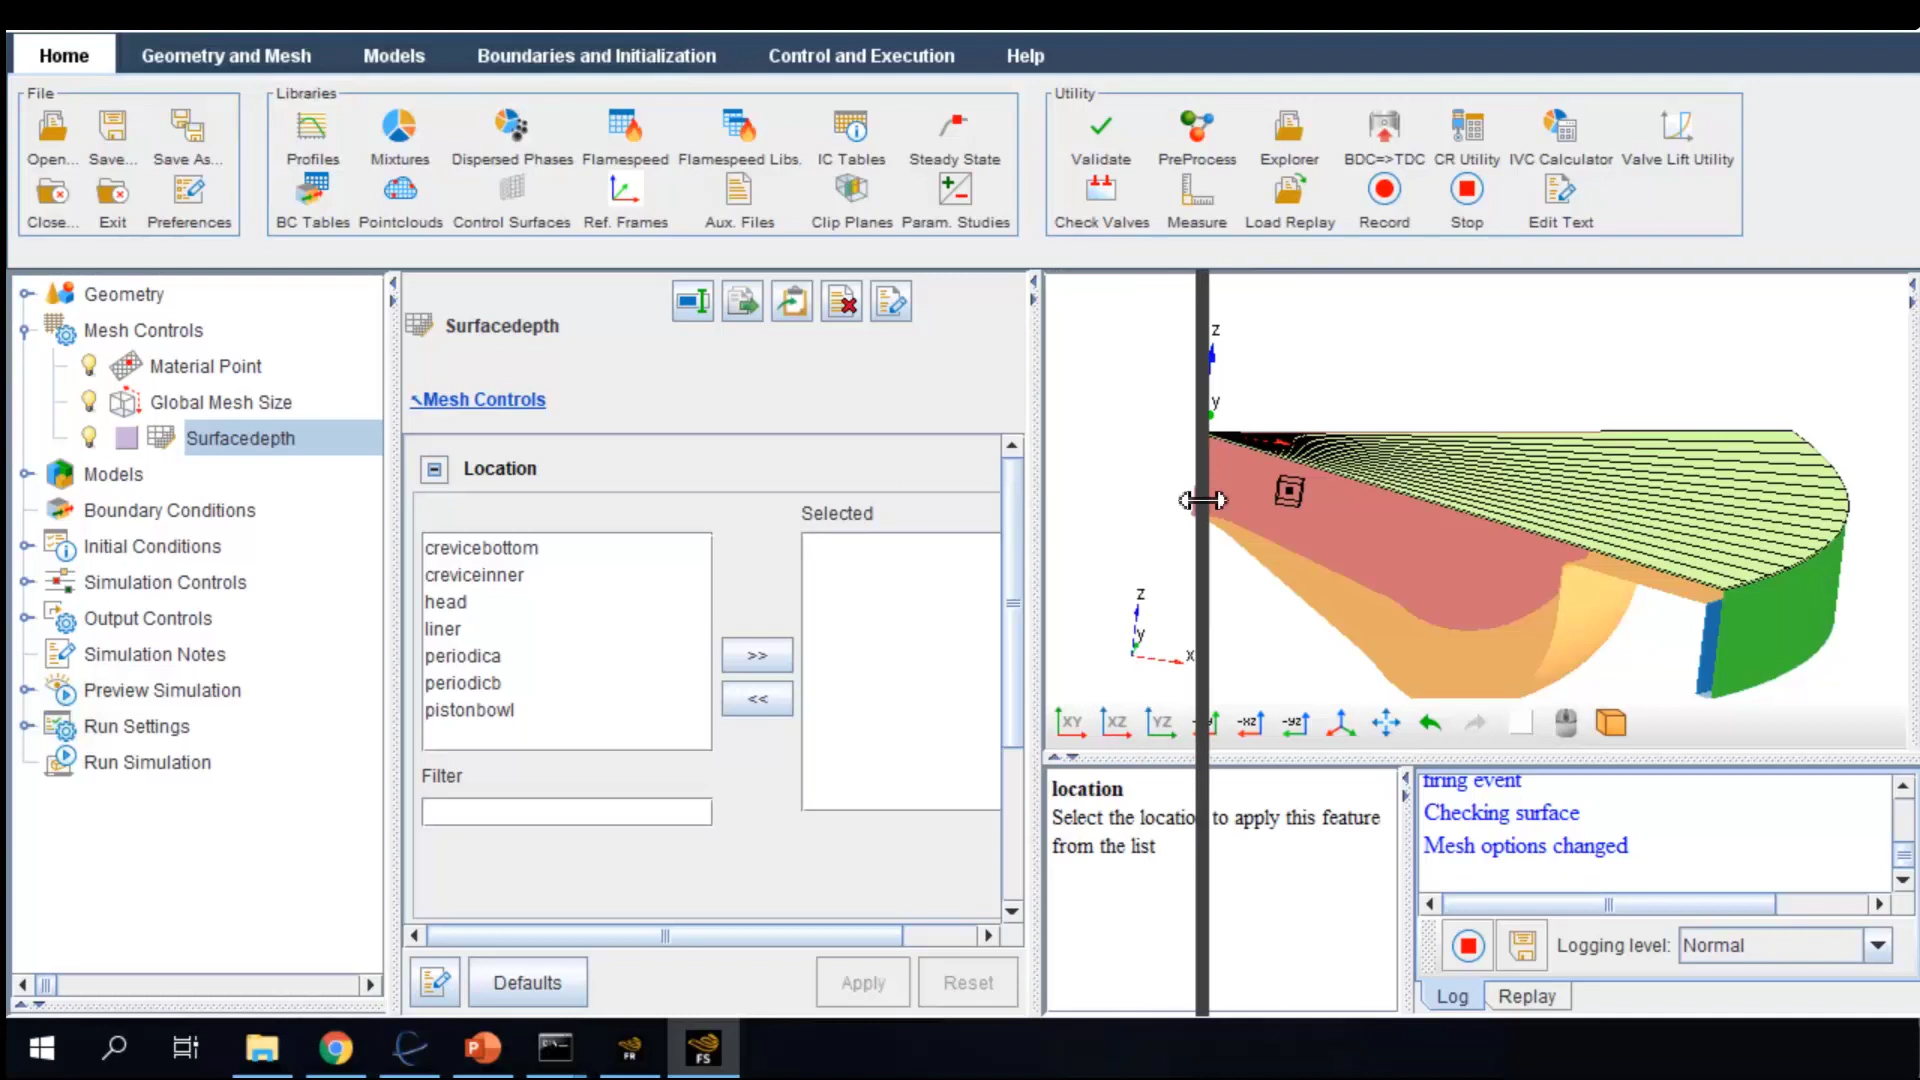 Home
Geometry and Mesh
Models
Boundaries and Initialization
Control and Execution
Help
File
Open...
Save...
Save As...
Close...
Exit
Preferences
Libraries
Profiles
Mixtures
Dispersed Phases
Flamespeed
Flamespeed Libs.
IC Tables
Steady State
BC Tables
Pointclouds
Control Surfaces
Ref. Frames
Aux. Files
Clip Planes
Param. Studies
Utility
Validate
PreProcess
Explorer
BDC=>TDC
CR Utility
IVC Calculator
Valve Lift Utility
Check Valves
Measure
Load Replay
Record
Stop
Edit Text
Geometry
Mesh Controls
Material Point
Global Mesh Size
Surfacedepth
Models
Boundary Conditions
Initial Conditions
Simulation Controls
Output Controls
Simulation Notes
Preview Simulation
Run Settings
Run Simulation
Surfacedepth
Mesh Controls
Location
Selected
crevicebottom
creviceinner
head
liner
periodica
periodicb
pistonbowl
>>
<<
Filter
Defaults
Apply
Reset
z
y
z
y
x
XY
XZ
YZ
-xz
-yz
location
Select the location to apply this feature
from the list
firing event
Checking surface
Mesh options changed
Logging level:
Normal
Log
Replay
FR
FS